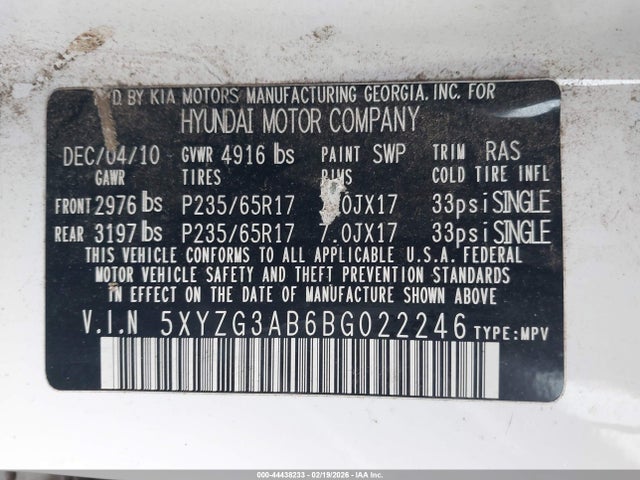 BY KIA MOTORS MANUFACTURING GEORGIA. INC. FOR
HYUNDAI MOTOR COMPANY
DEC/04/10 GVWR 4916 lbs PAINT SWP TRIM RAS
GAWR TIRES RIMS COLD TIRE INFL
FRONT 2976 lbs P235/65R17 .0JX17 33psi SINGLE
REAR 3197 lbs P235/65R17 7.0JX17 33psi SINGLE
THIS VEHICLE CONFORMS TO ALL APPLICABLE U.S.A. FEDERAL
MOTOR VEHICLE SAFETY AND THEFT PREVENTION STANDARDS
IN EFFECT ON THE DATE OF MANUFACTURE SHOWN ABOVE
V.I.N 5XYZG3AB6BG022246 TYPE:MPV
000-44438233 - 02/19/2026 - IAA Inc.